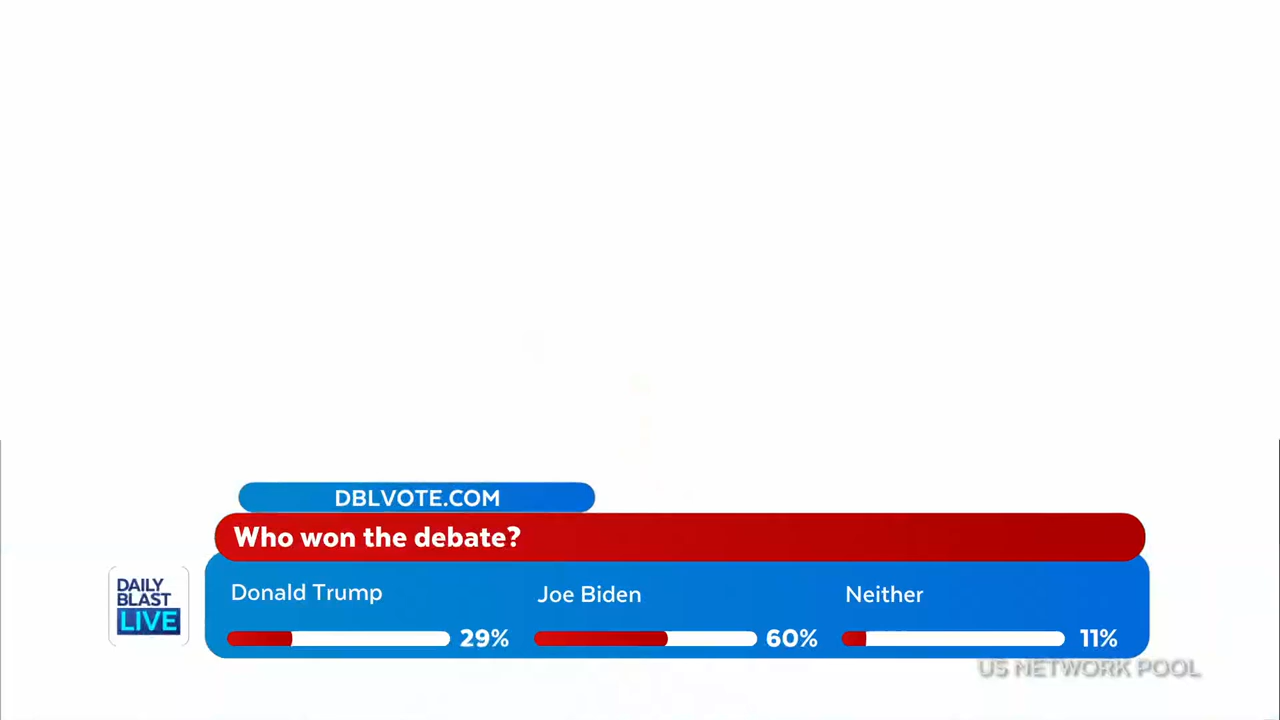 DBLVOTE.COM
Who won the debate?
DAILY
BLAST
LIVE
Donald Trump
Joe Biden
Neither
29%
60%
11%
US NETWORK POOL